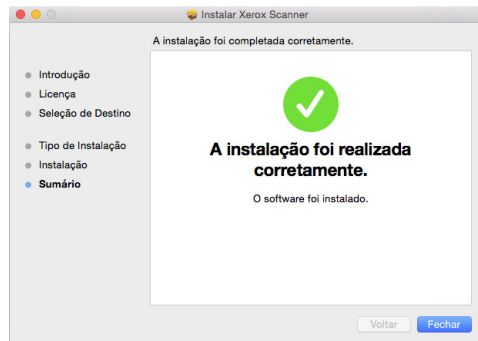 Instalar Xerox Scanner
A instalação foi completada corretamente.
Introdução
Licença
Seleção de Destino
Tipo de Instalação
Instalação
Sumário
A instalação foi realizada
corretamente.
O software foi instalado.
Voltar
Fechar